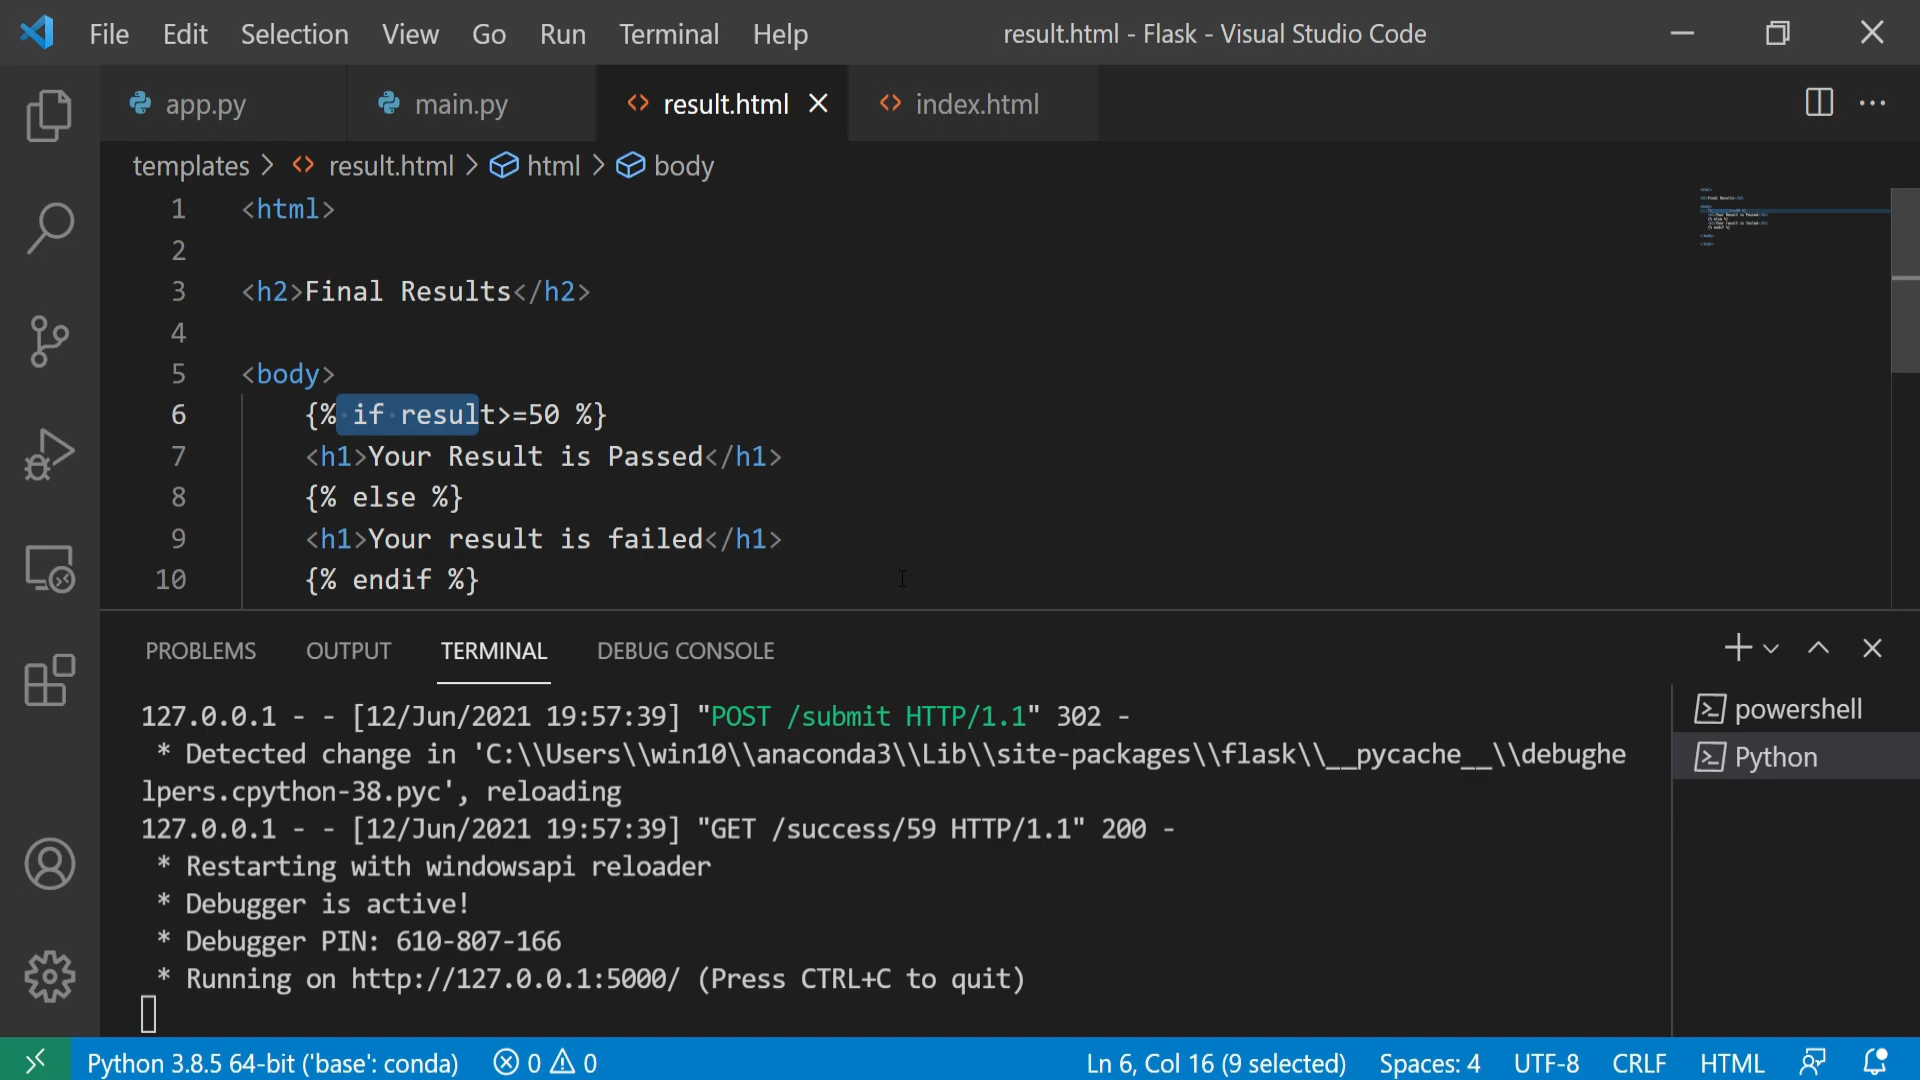 File Edit Selection View Go Run Terminal Help result.html - Flask - Visual Studio Code
app.py main.py result.html index.html
templates > result.html > html > body
1 <html>
2
3 <h2>Final Results</h2>
4
5 <body>
6 {% if result>=50 %}
7 <h1>Your Result is Passed</h1>
8 {% else %}
9 <h1>Your result is failed</h1>
10 {% endif %}
PROBLEMS OUTPUT TERMINAL DEBUG CONSOLE
127.0.0.1 - - [12/Jun/2021 19:57:39] "POST /submit HTTP/1.1" 302 -
* Detected change in 'C:\\Users\\win10\\anaconda3\\Lib\\site-packages\\flask\\__pycache__\\debughe
lpers.cpython-38.pyc', reloading
127.0.0.1 - - [12/Jun/2021 19:57:39] "GET /success/59 HTTP/1.1" 200 -
* Restarting with windowsapi reloader
* Debugger is active!
* Debugger PIN: 610-807-166
* Running on http://127.0.0.1:5000/ (Press CTRL+C to quit)
powershell
Python
Python 3.8.5 64-bit ('base': conda) 0 0 Ln 6, Col 16 (9 selected) Spaces: 4 UTF-8 CRLF HTML